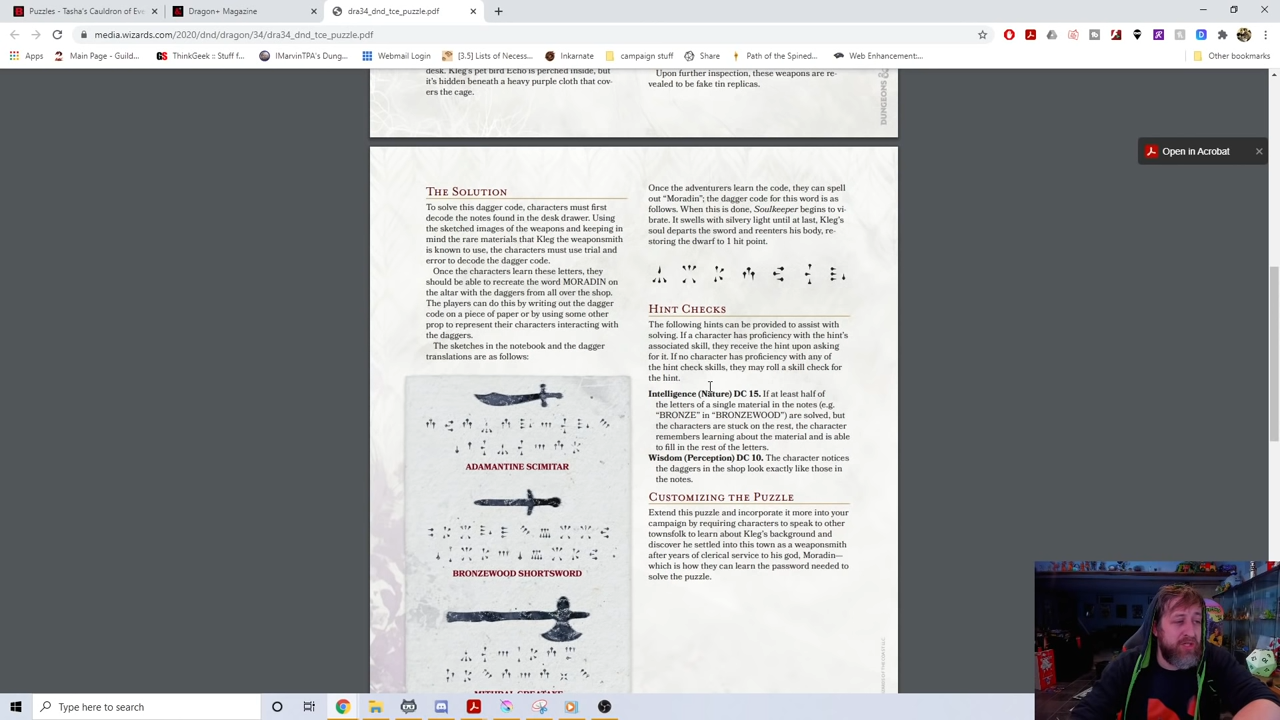 Puzzles - Tasha's Cauldron of Eve
Dragon+ Magazine
dra34_dnd_tce_puzzle.pdf
media.wizards.com/2020/dnd/dragon/34/dra34_dnd_tce_puzzle.pdf
Apps
Main Page - Guild...
ThinkGeek :: Stuff f...
IMarvinTPA's Dung...
Webmail Login
[3.5] Lists of Necess...
Inkarnate
campaign stuff
Share
Path of the Spined...
Web Enhancement:...
Other bookmarks
desk. Kleg's pet bird Echo is perched inside, but
it's hidden beneath a heavy purple cloth that cov-
ers the cage.
Upon further inspection, these weapons are re-
vealed to be fake tin replicas.
DUNGEONS &
Open in Acrobat
The Solution
To solve this dagger code, characters must first
decode the notes found in the desk drawer. Using
the sketched images of the weapons and keeping in
mind the rare materials that Kleg the weaponsmith
is known to use, the characters must use trial and
error to decode the dagger code.
Once the characters learn these letters, they
should be able to recreate the word MORADIN on
the altar with the daggers from all over the shop.
The players can do this by writing out the dagger
code on a piece of paper or by using some other
prop to represent their characters interacting with
the daggers.
The sketches in the notebook and the dagger
translations are as follows:
ADAMANTINE SCIMITAR
BRONZEWOOD SHORTSWORD
MITHRAL GREATAXE
Once the adventurers learn the code, they can spell
out "Moradin"; the dagger code for this word is as
follows. When this is done, Soulkeeper begins to vi-
brate. It swells with silvery light until at last, Kleg's
soul departs the sword and reenters his body, re-
storing the dwarf to 1 hit point.
Hint Checks
The following hints can be provided to assist with
solving. If a character has proficiency with the hint's
associated skill, they receive the hint upon asking
for it. If no character has proficiency with any of
the hint check skills, they may roll a skill check for
the hint.
Intelligence (Nature) DC 15. If at least half of
the letters of a single material in the notes (e.g.
"BRONZE" in "BRONZEWOOD") are solved, but
the characters are stuck on the rest, the character
remembers learning about the material and is able
to fill in the rest of the letters.
Wisdom (Perception) DC 10. The character notices
the daggers in the shop look exactly like those in
the notes.
Customizing the Puzzle
Extend this puzzle and incorporate it more into your
campaign by requiring characters to speak to other
townsfolk to learn about Kleg's background and
discover he settled into this town as a weaponsmith
after years of clerical service to his god, Moradin—
which is how they can learn the password needed to
solve the puzzle.
Type here to search